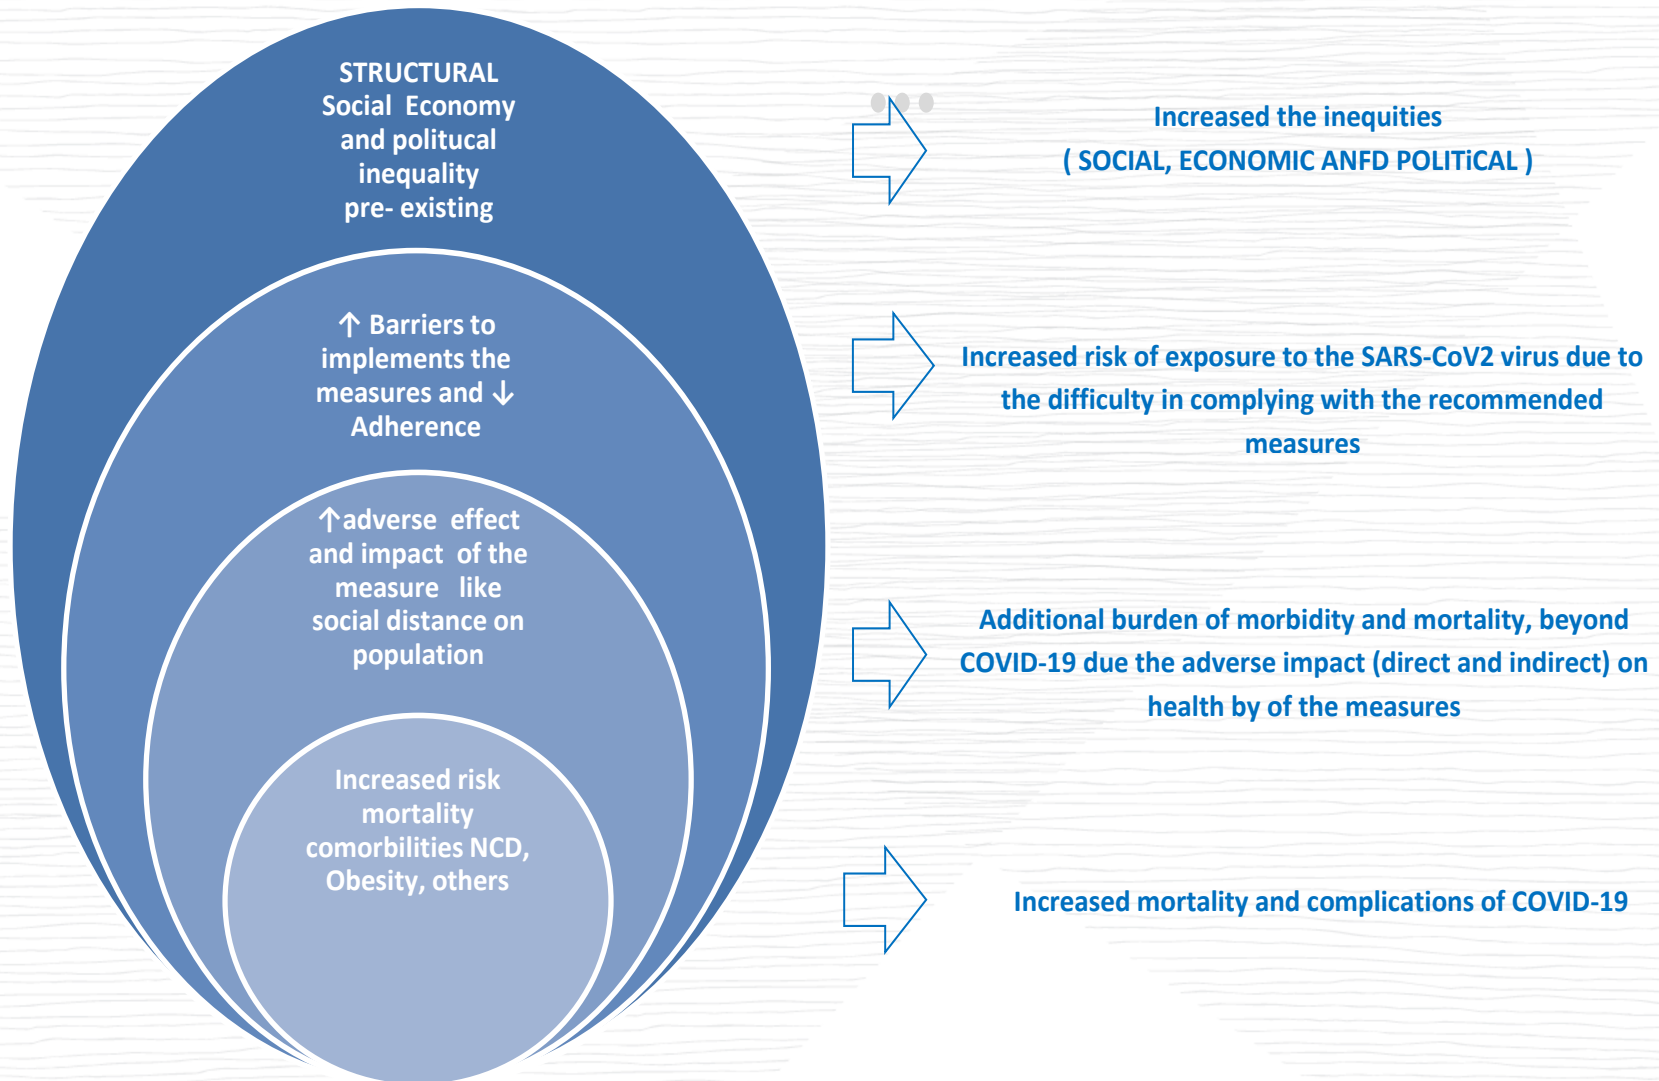 STRUCTURAL
Social Economy
and politucal
inequality
pre- existing
Increased the inequities
( SOCIAL, ECONOMIC ANFD POLITiCAL )
↑ Barriers to
implements the
measures and ↓
Adherence
Increased risk of exposure to the SARS-CoV2 virus due to
the difficulty in complying with the recommended
measures
↑adverse effect
and impact of the
measure like
social distance on
population
Additional burden of morbidity and mortality, beyond
COVID-19 due the adverse impact (direct and indirect) on
health by of the measures
Increased risk
mortality
comorbilities NCD,
Obesity, others
Increased mortality and complications of COVID-19